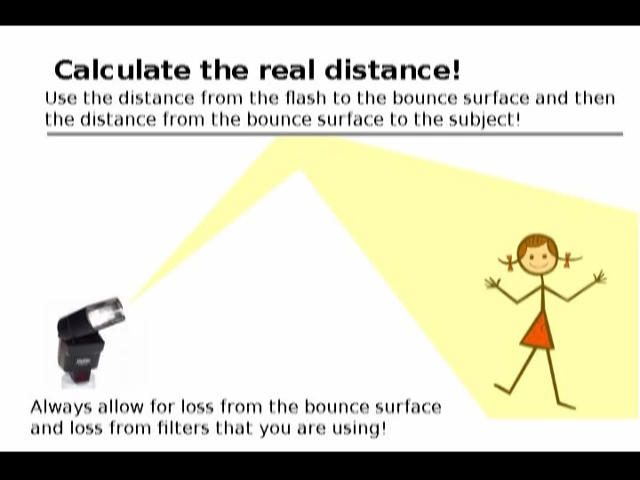 Calculate the real distance!
Use the distance from the flash to the bounce surface and then
the distance from the bounce surface to the subject!
Always allow for loss from the bounce surface
and loss from filters that you are using!